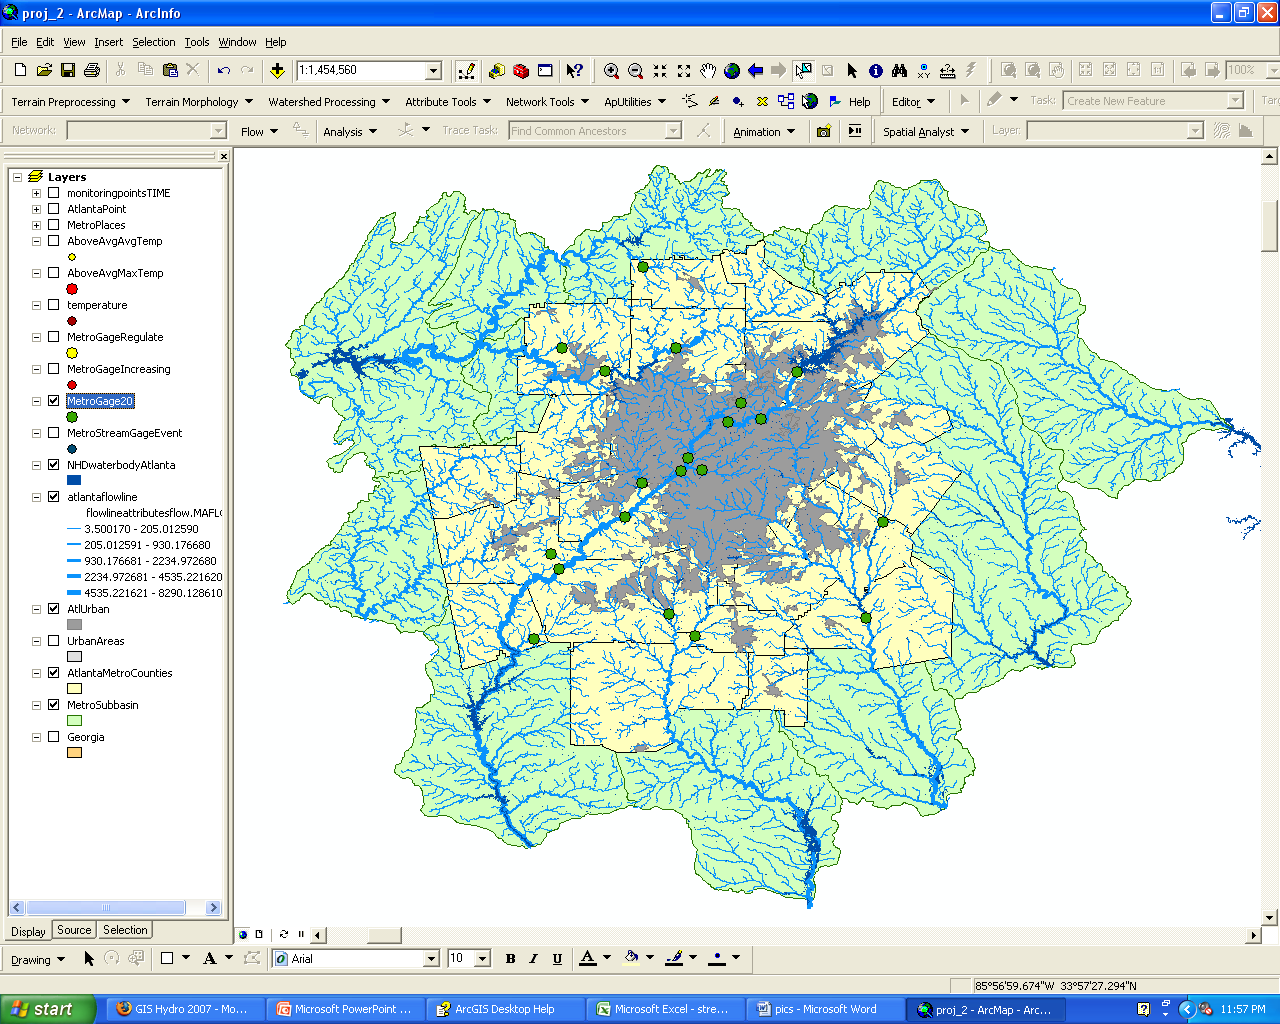 proj_2 - ArcMap - ArcInfo
File Edit View Insert Selection Tools Window Help
1:1,454,560
100%
Terrain Preprocessing Terrain Morphology Watershed Processing Attribute Tools Network Tools ApUtilities Help Editor Task: Create New Feature Targ
Network: Flow Analysis Trace Task: Find Common Ancestors Animation Spatial Analyst Layer:
Layers
monitoringpointsTIME
AtlantaPoint
MetroPlaces
AboveAvgAvgTemp
AboveAvgMaxTemp
temperature
MetroGageRegulate
MetroGageIncreasing
MetroGage20
MetroStreamGageEvent
NHDwaterbodyAtlanta
atlantaflowline
flowlineattributesflow.MAFL
3.500170 - 205.012590
205.012591 - 930.176680
930.176681 - 2234.972680
2234.972681 - 4535.221620
4535.221621 - 8290.128610
AtlUrban
UrbanAreas
AtlantaMetroCounties
MetroSubbasin
Georgia
Display Source Selection
Drawing A Arial 10 B I U A
85°56'59.674"W 33°57'27.294"N
start GIS Hydro 2007 - Mo... Microsoft PowerPoint ... ArcGIS Desktop Help Microsoft Excel - stre... pics - Microsoft Word proj_2 - ArcMap - Arc... 11:57 PM